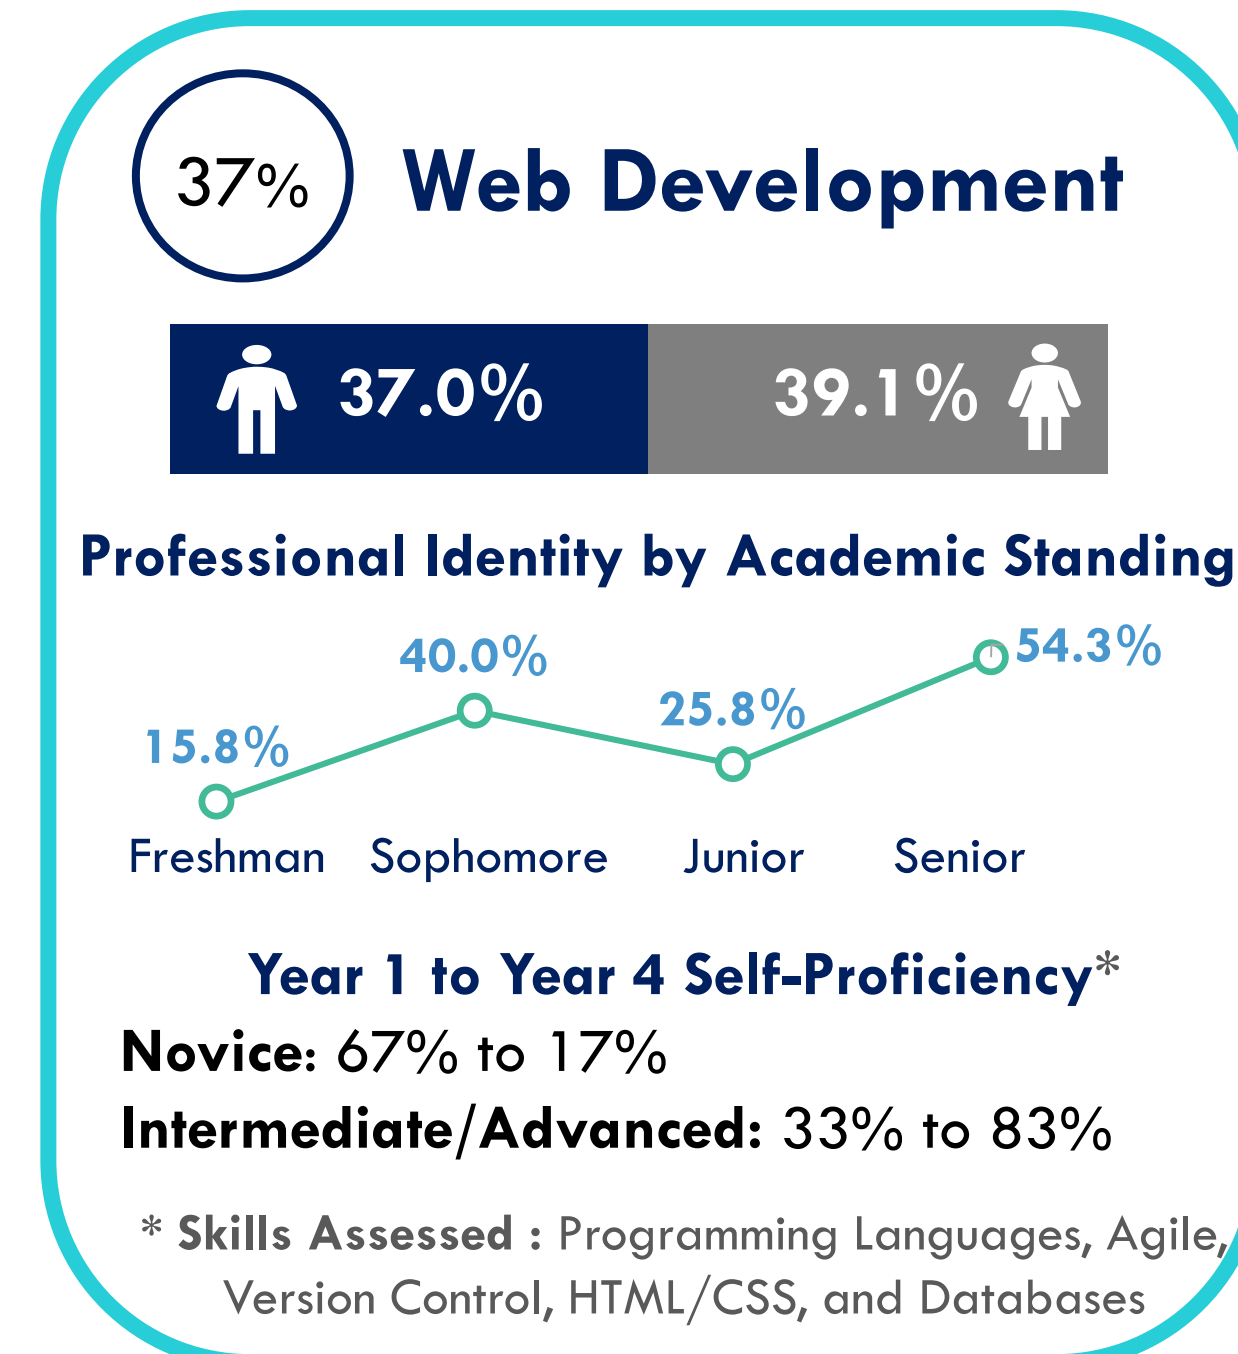 37%
Web Development
37.0%
39.1%
Professional Identity by Academic Standing
15.8%
40.0%
25.8%
54.3%
Freshman Sophomore Junior Senior
Year 1 to Year 4 Self-Proficiency*
Novice: 67% to 17%
Intermediate/Advanced: 33% to 83%
* Skills Assessed : Programming Languages, Agile,
Version Control, HTML/CSS, and Databases